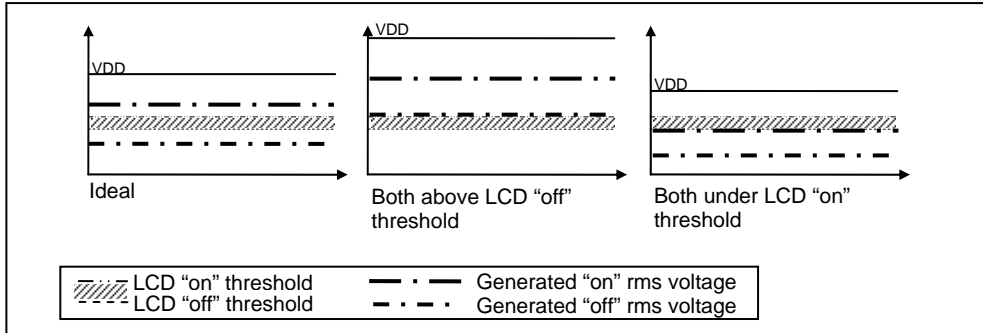 VDD
VDD
VDD
Ideal
Both above LCD “off”
threshold
Both under LCD “on”
threshold
LCD “on” threshold
LCD “off” threshold
Generated “on” rms voltage
Generated “off” rms voltage